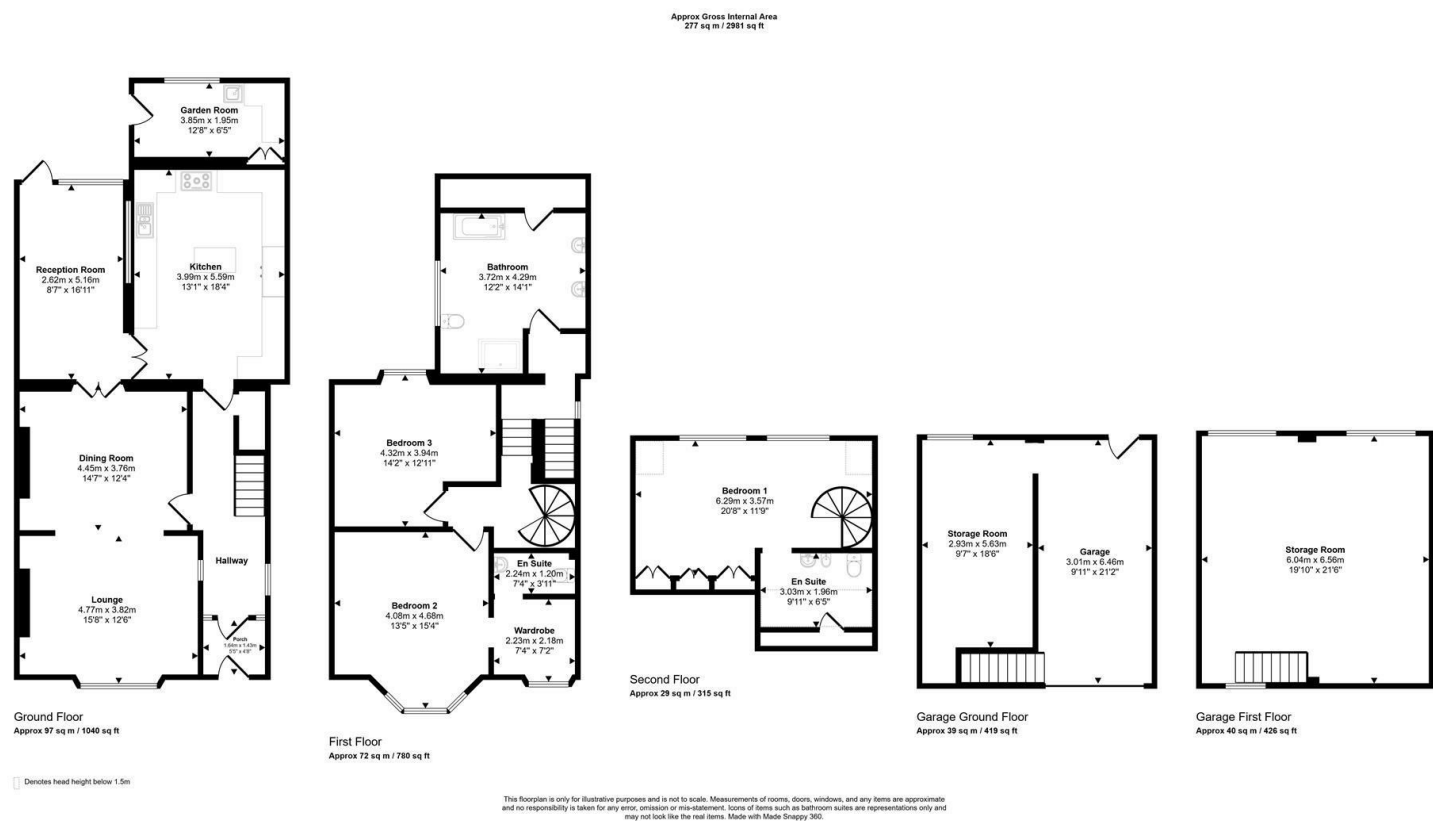 Approx Gross Internal Area
277 sq m / 2981 sq ft
Garden Room
3.85m x 1.95m
12'8" x 6'5"
Reception Room
2.62m x 5.16m
8'7" x 16'11"
Kitchen
3.99m x 5.59m
13'1" x 18'4"
Dining Room
4.45m x 3.76m
14'7" x 12'4"
Hallway
Lounge
4.77m x 3.82m
15'8" x 12'6"
Porch
1.64m x 1.43m
5'5" x 4'8"
Ground Floor
Approx 97 sq m / 1040 sq ft
Bathroom
3.72m x 4.29m
12'2" x 14'1"
Bedroom 3
4.32m x 3.94m
14'2" x 12'11"
En Suite
2.24m x 1.20m
7'4" x 3'11"
Bedroom 2
4.08m x 4.68m
13'5" x 15'4"
Wardrobe
2.23m x 2.18m
7'4" x 7'2"
First Floor
Approx 72 sq m / 780 sq ft
Bedroom 1
6.29m x 3.57m
20'8" x 11'9"
En Suite
3.03m x 1.96m
9'11" x 6'5"
Second Floor
Approx 29 sq m / 315 sq ft
Storage Room
2.93m x 5.63m
9'7" x 18'6"
Garage
3.01m x 6.46m
9'11" x 21'2"
Garage Ground Floor
Approx 39 sq m / 419 sq ft
Storage Room
6.04m x 6.56m
19'10" x 21'6"
Garage First Floor
Approx 40 sq m / 426 sq ft
Denotes head height below 1.5m
This floorplan is only for illustrative purposes and is not to scale. Measurements of rooms, doors, windows, and any items are approximate
and no responsibility is taken for any error, omission or mis-statement. Icons of items such as bathroom suites are representations only and
may not look like the real items. Made with Made Snappy 360.